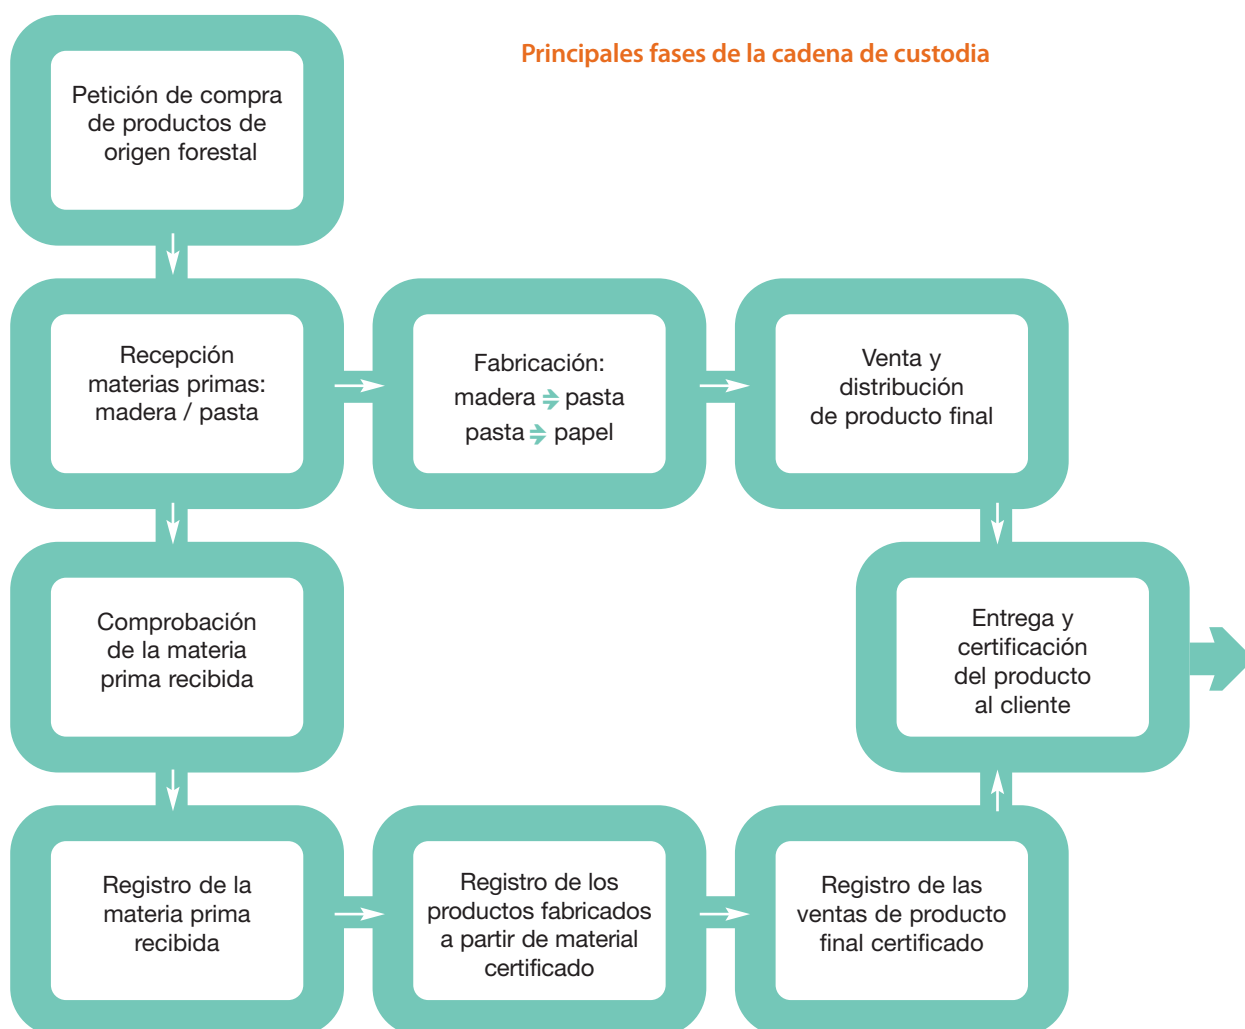 Principales fases de la cadena de custodia
Petición de compra
de productos de
origen forestal
Recepción
materias primas:
madera / pasta
Fabricación:
madera → pasta
pasta → papel
Venta y
distribución
de producto final
Comprobación
de la materia
prima recibida
Entrega y
certificación
del producto
al cliente
Registro de la
materia prima
recibida
Registro de los
productos fabricados
a partir de material
certificado
Registro de las
ventas de producto
final certificado